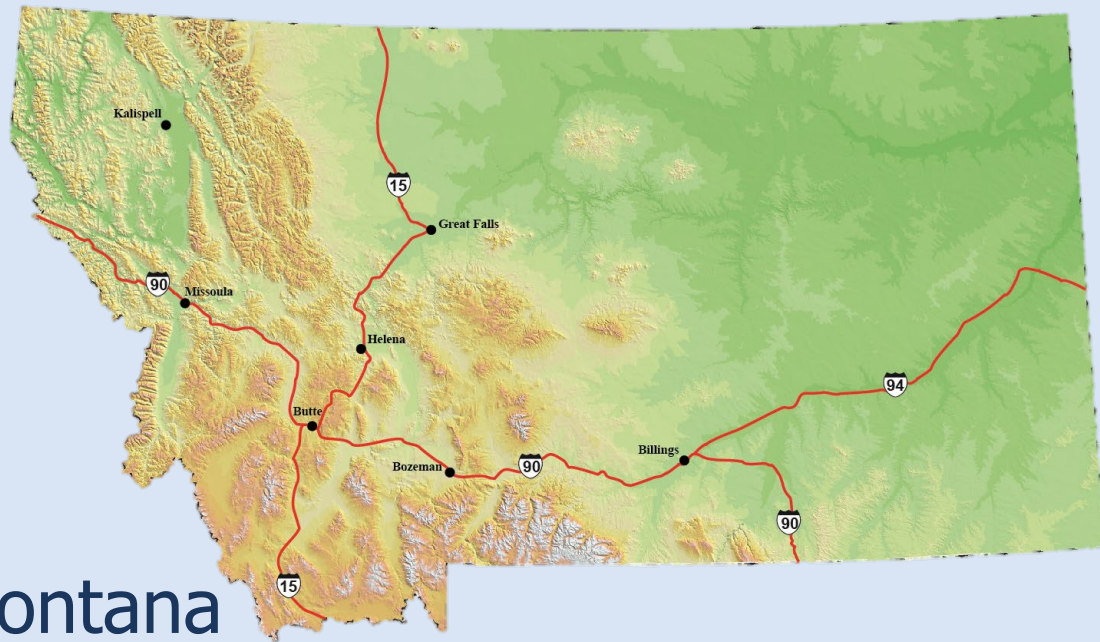 Kalispell
15
Great Falls
90
Missoula
Helena
94
Butte
Billings
Bozeman
90
90
15
ontana